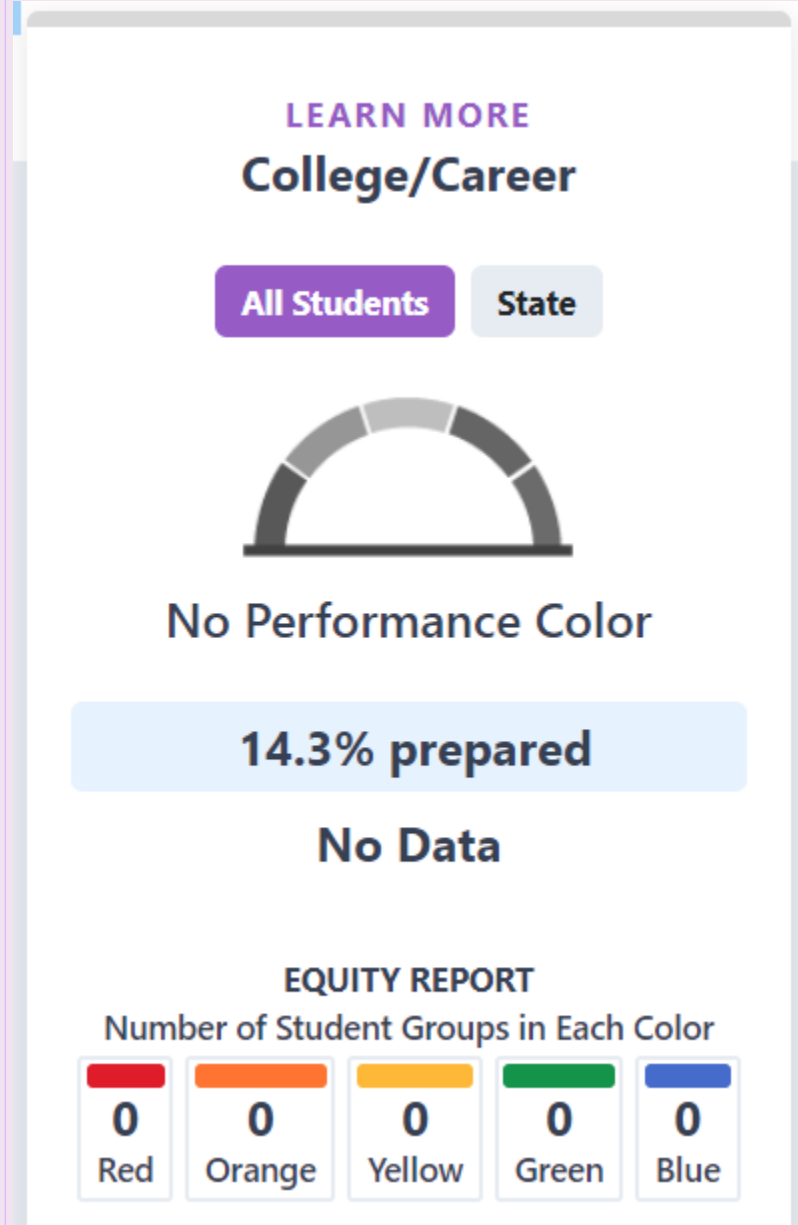 LEARN MORE
College/Career
All Students State
No Performance Color
14.3% prepared
No Data
EQUITY REPORT
Number of Student Groups in Each Color
0 0 0 0 0
Red Orange Yellow Green Blue